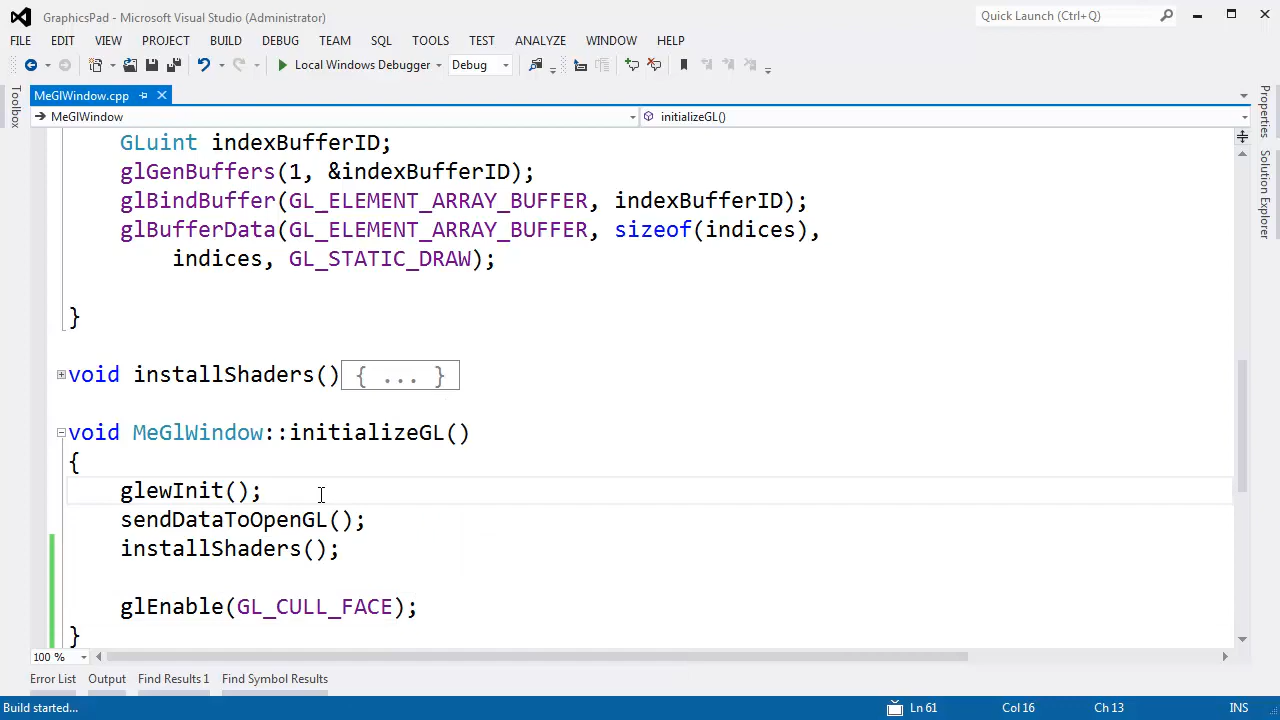 GraphicsPad - Microsoft Visual Studio (Administrator)
Quick Launch (Ctrl+Q)
FILE EDIT VIEW PROJECT BUILD DEBUG TEAM SQL TOOLS TEST ANALYZE WINDOW HELP
Local Windows Debugger Debug
Toolbox
MeGlWindow.cpp
MeGlWindow initializeGL()
Properties
Solution Explorer
GLuint indexBufferID;
glGenBuffers(1, &indexBufferID);
glBindBuffer(GL_ELEMENT_ARRAY_BUFFER, indexBufferID);
glBufferData(GL_ELEMENT_ARRAY_BUFFER, sizeof(indices),
indices, GL_STATIC_DRAW);
}
void installShaders(){ ... }
void MeGlWindow::initializeGL()
{
glewInit();
sendDataToOpenGL();
installShaders();
glEnable(GL_CULL_FACE);
}
100 %
Error List Output Find Results 1 Find Symbol Results
Build started... Ln 61 Col 16 Ch 13 INS